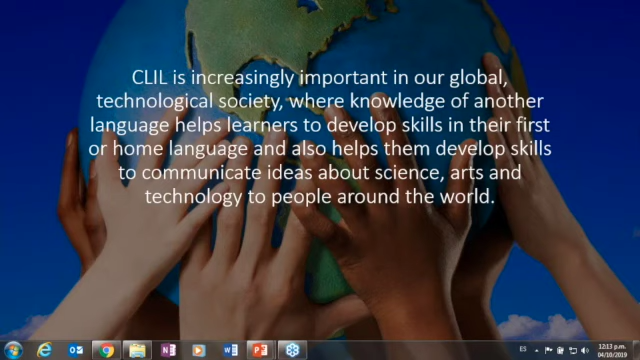 CLIL is increasingly important in our global,
technological society, where knowledge of another
language helps learners to develop skills in their first
or home language and also helps them develop skills
to communicate ideas about science, arts and
technology to people around the world.
ES
12:13 p.m.
04/10/2019